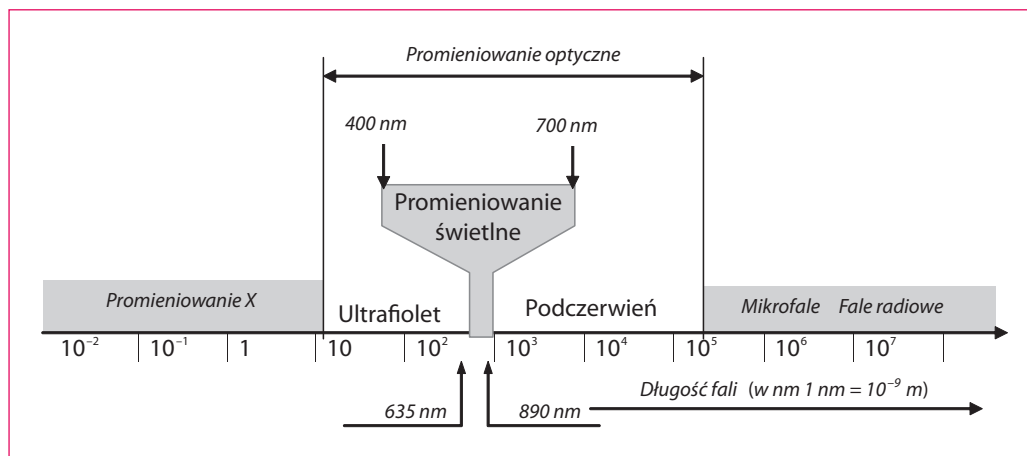 Promieniowanie optyczne
400 nm 700 nm
Promieniowanie
świetlne
Promieniowanie X
Ultrafiolet Podczerwień
Mikrofale Fale radiowe
10⁻² 10⁻¹ 1 10 10² 10³ 10⁴ 10⁵ 10⁶ 10⁷
635 nm 890 nm
Długość fali (w nm 1 nm = 10⁻⁹ m)